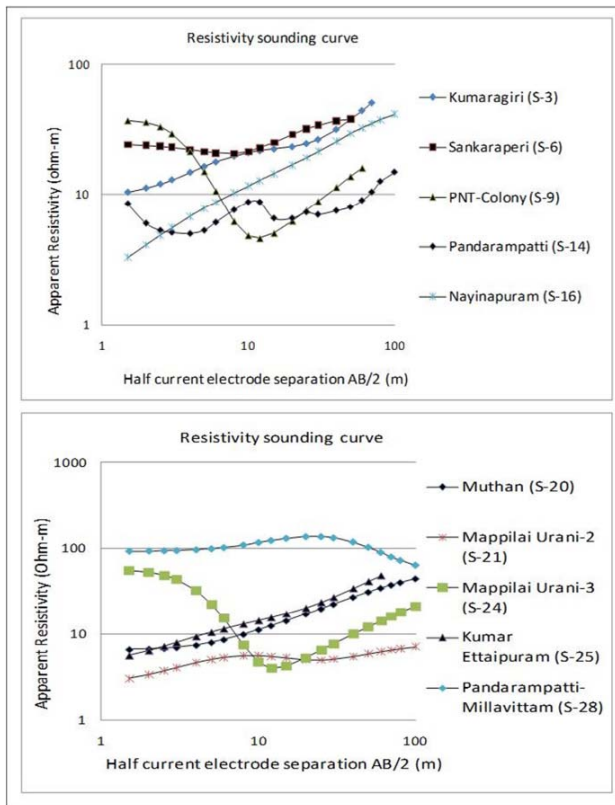 Resistivity sounding curve
100
10
1
1
10
100
Apparent Resistivity (ohm-m)
Half current electrode separation AB/2 (m)
Kumaragiri (S-3)
Sankaraperi (S-6)
PNT-Colony (S-9)
Pandarampatti (S-14)
Nayinapuram (S-16)
Resistivity sounding curve
1000
100
10
1
1
10
100
Apparent Resistivity (Ohm-m)
Half current electrode separation AB/2 (m)
Muthan (S-20)
Mappilai Urani-2
(S-21)
Mappilai Urani-3
(S-24)
Kumar
Ettaipuram (S-25)
Pandarampatti-
Millavittam (S-28)